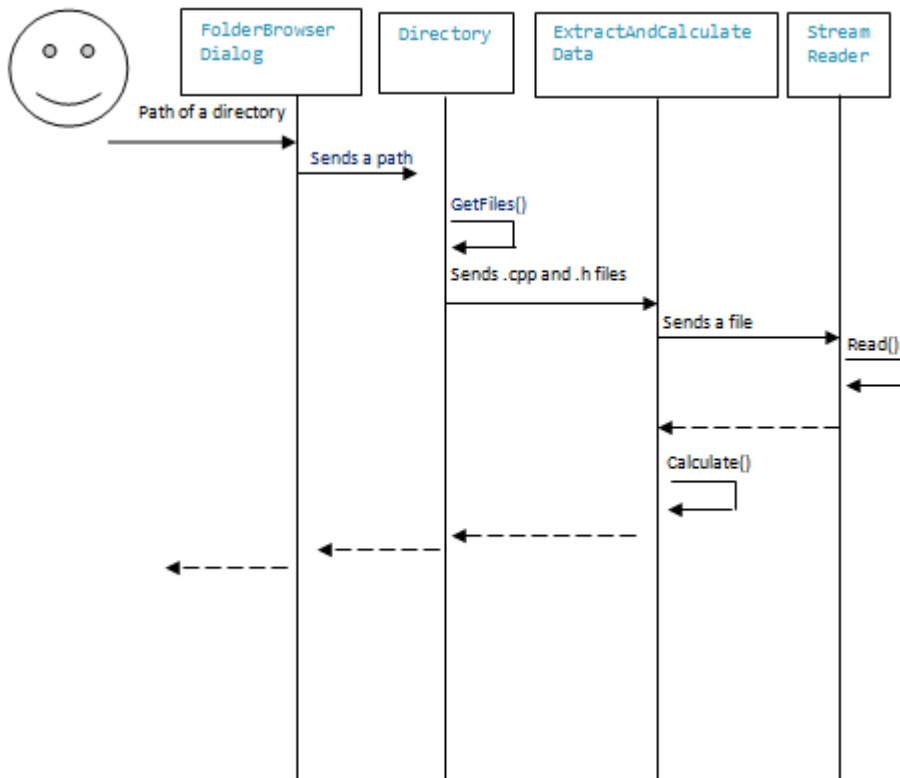 FolderBrowser
Dialog
Directory
ExtractAndCalculate
Data
Stream
Reader
Path of a directory
Sends a path
GetFiles()
Sends .cpp and .h files
Sends a file
Read()
Calculate()